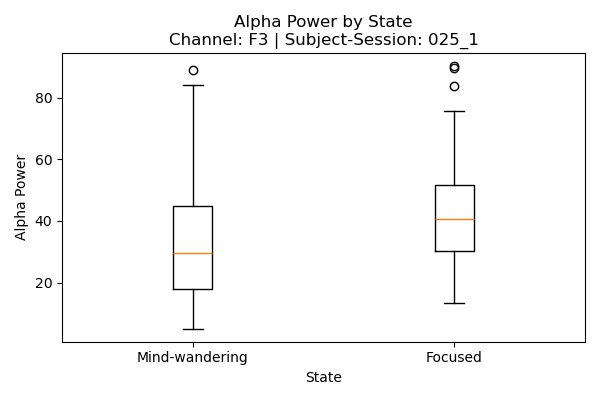 Alpha Power by State
Channel: F3 | Subject-Session: 025_1
Alpha Power
80
60
40
20
Mind-wandering
Focused
State